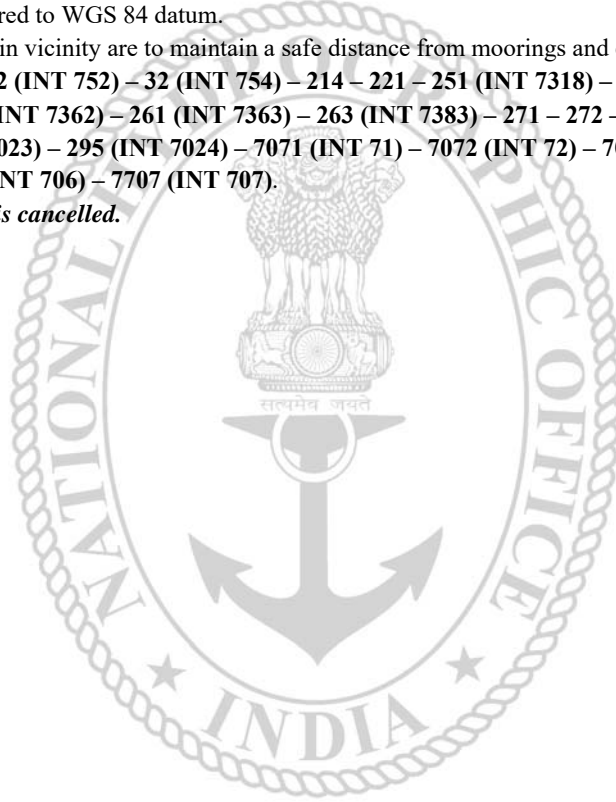 red to WGS 84 datum.
in vicinity are to maintain a safe distance from moorings and
2 (INT 752) – 32 (INT 754) – 214 – 221 – 251 (INT 7318) –
INT 7362) – 261 (INT 7363) – 263 (INT 7383) – 271 – 272 –
023) – 295 (INT 7024) – 7071 (INT 71) – 7072 (INT 72) – 70
NT 706) – 7707 (INT 707).
is cancelled.
NATIONAL HYDROGRAPHIC OFFICE
सत्यमेव जयते
INDIA